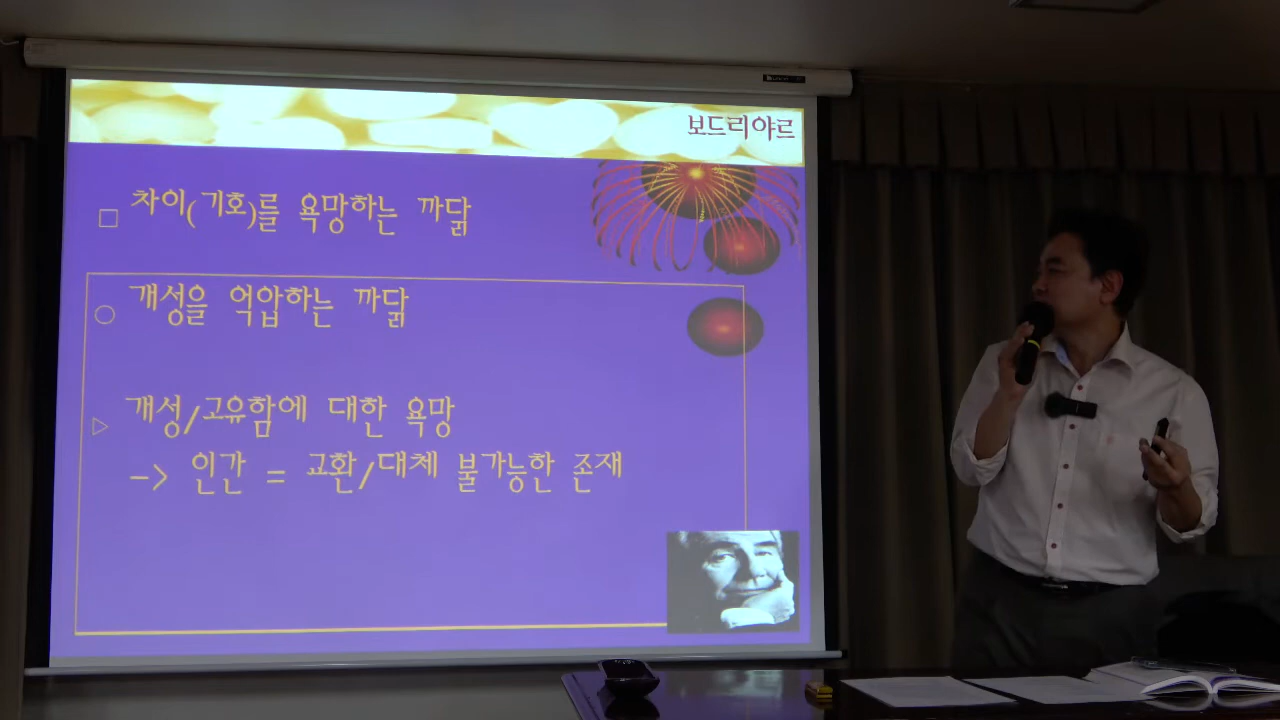 보드리야르
□ 차이(기호)를 욕망하는 까닭
○ 개성을 억압하는 까닭
▷ 개성/고유함에 대한 욕망
-> 인간 = 교환/대체 불가능한 존재